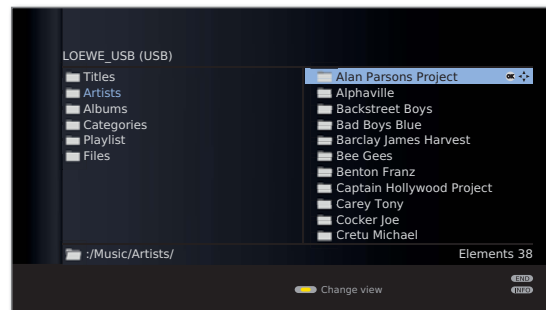 LOEWE_USB (USB)
Titles
Artists
Albums
Categories
Playlist
Files
Alan Parsons Project OK
Alphaville
Backstreet Boys
Bad Boys Blue
Barclay James Harvest
Bee Gees
Benton Franz
Captain Hollywood Project
Carey Tony
Cocker Joe
Cretu Michael
:/Music/Artists/ Elements 38
END
Change view INFO